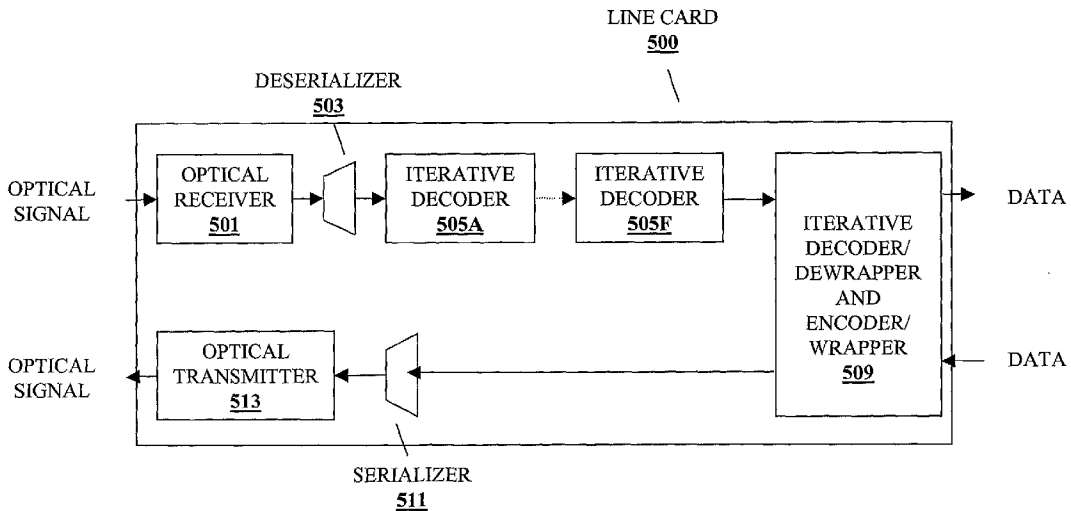 LINE CARD
500
DESERIALIZER
503
OPTICAL
SIGNAL
OPTICAL
RECEIVER
501
ITERATIVE
DECODER
505A
ITERATIVE
DECODER
505F
DATA
ITERATIVE
DECODER/
DEWRAPPER
AND
ENCODER/
WRAPPER
509
OPTICAL
SIGNAL
OPTICAL
TRANSMITTER
513
DATA
SERIALIZER
511